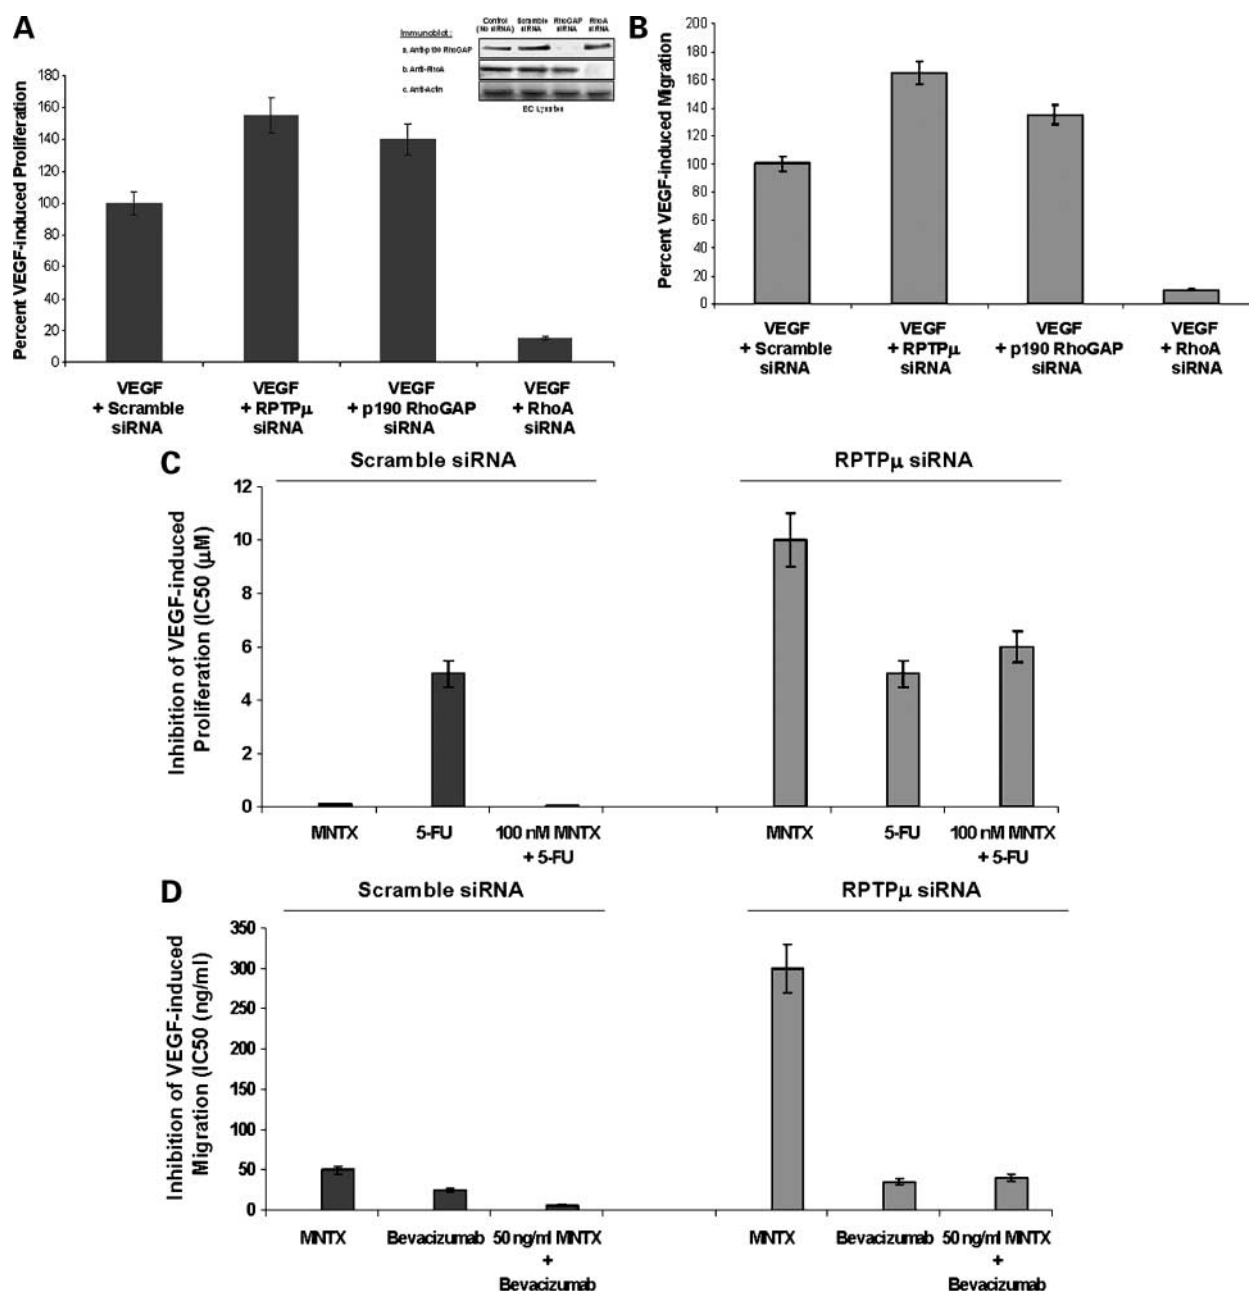 A
Percent VEGF-induced Proliferation
180
160
140
120
100
80
60
40
20
0
VEGF + Scramble siRNA
VEGF + RPTPμ siRNA
VEGF + p190 RhoGAP siRNA
VEGF + RhoA siRNA
Immunoblot:
Control (No siRNA)
Scramble siRNA
RhoGAP siRNA
RhoA siRNA
a. Anti-p190 RhoGAP
b. Anti-RhoA
c. Anti-Actin
EC Lysates
B
Percent VEGF-induced Migration
200
180
160
140
120
100
80
60
40
20
0
VEGF + Scramble siRNA
VEGF + RPTPμ siRNA
VEGF + p190 RhoGAP siRNA
VEGF + RhoA siRNA
C
Scramble siRNA
RPTPμ siRNA
Inhibition of VEGF-induced
Proliferation (IC50 (μM)
12
10
8
6
4
2
0
MNTX
5-FU
100 nM MNTX + 5-FU
MNTX
5-FU
100 nM MNTX + 5-FU
D
Scramble siRNA
RPTPμ siRNA
Inhibition of VEGF-induced
Migration (IC50 (ng/ml)
350
300
250
200
150
100
50
0
MNTX
Bevacizumab
50 ng/ml MNTX + Bevacizumab
MNTX
Bevacizumab
50 ng/ml MNTX + Bevacizumab